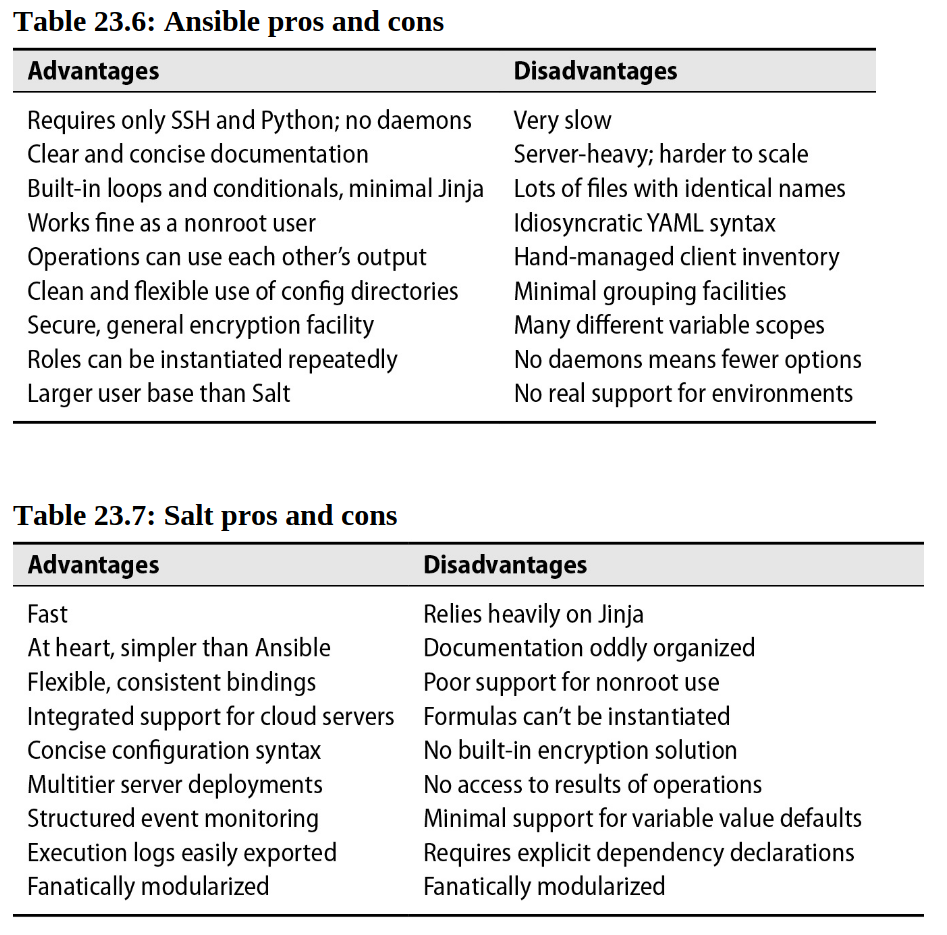 Table 23.6: Ansible pros and cons
Advantages Disadvantages
Requires only SSH and Python; no daemons Very slow
Clear and concise documentation Server-heavy; harder to scale
Built-in loops and conditionals, minimal Jinja Lots of files with identical names
Works fine as a nonroot user Idiosyncratic YAML syntax
Operations can use each other’s output Hand-managed client inventory
Clean and flexible use of config directories Minimal grouping facilities
Secure, general encryption facility Many different variable scopes
Roles can be instantiated repeatedly No daemons means fewer options
Larger user base than Salt No real support for environments
Table 23.7: Salt pros and cons
Advantages Disadvantages
Fast Relies heavily on Jinja
At heart, simpler than Ansible Documentation oddly organized
Flexible, consistent bindings Poor support for nonroot use
Integrated support for cloud servers Formulas can’t be instantiated
Concise configuration syntax No built-in encryption solution
Multitier server deployments No access to results of operations
Structured event monitoring Minimal support for variable value defaults
Execution logs easily exported Requires explicit dependency declarations
Fanatically modularized Fanatically modularized